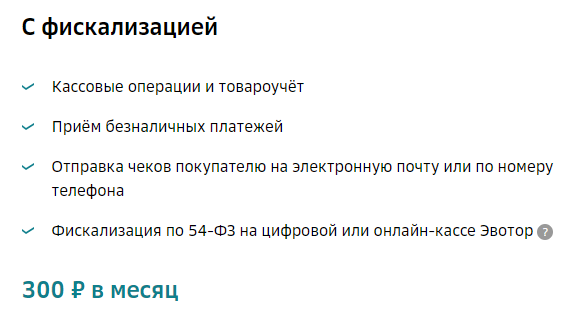 С фискализацией
Кассовые операции и товароучёт
Приём безналичных платежей
Отправка чеков покупателю на электронную почту или по номеру
телефона
Фискализация по 54-ФЗ на цифровой или онлайн-кассе Эвотор ?
300 ₽ в месяц